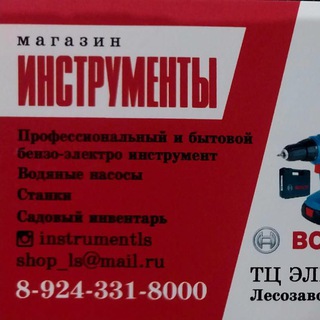 магазин
ИНСТРУМЕНТЫ
Профессиональный и бытовой
бензо-электро инструмент
Водяные насосы
Станки
Садовый инвентарь
instrumentls
shop_ls@mail.ru
8-924-331-8000
ТЦ